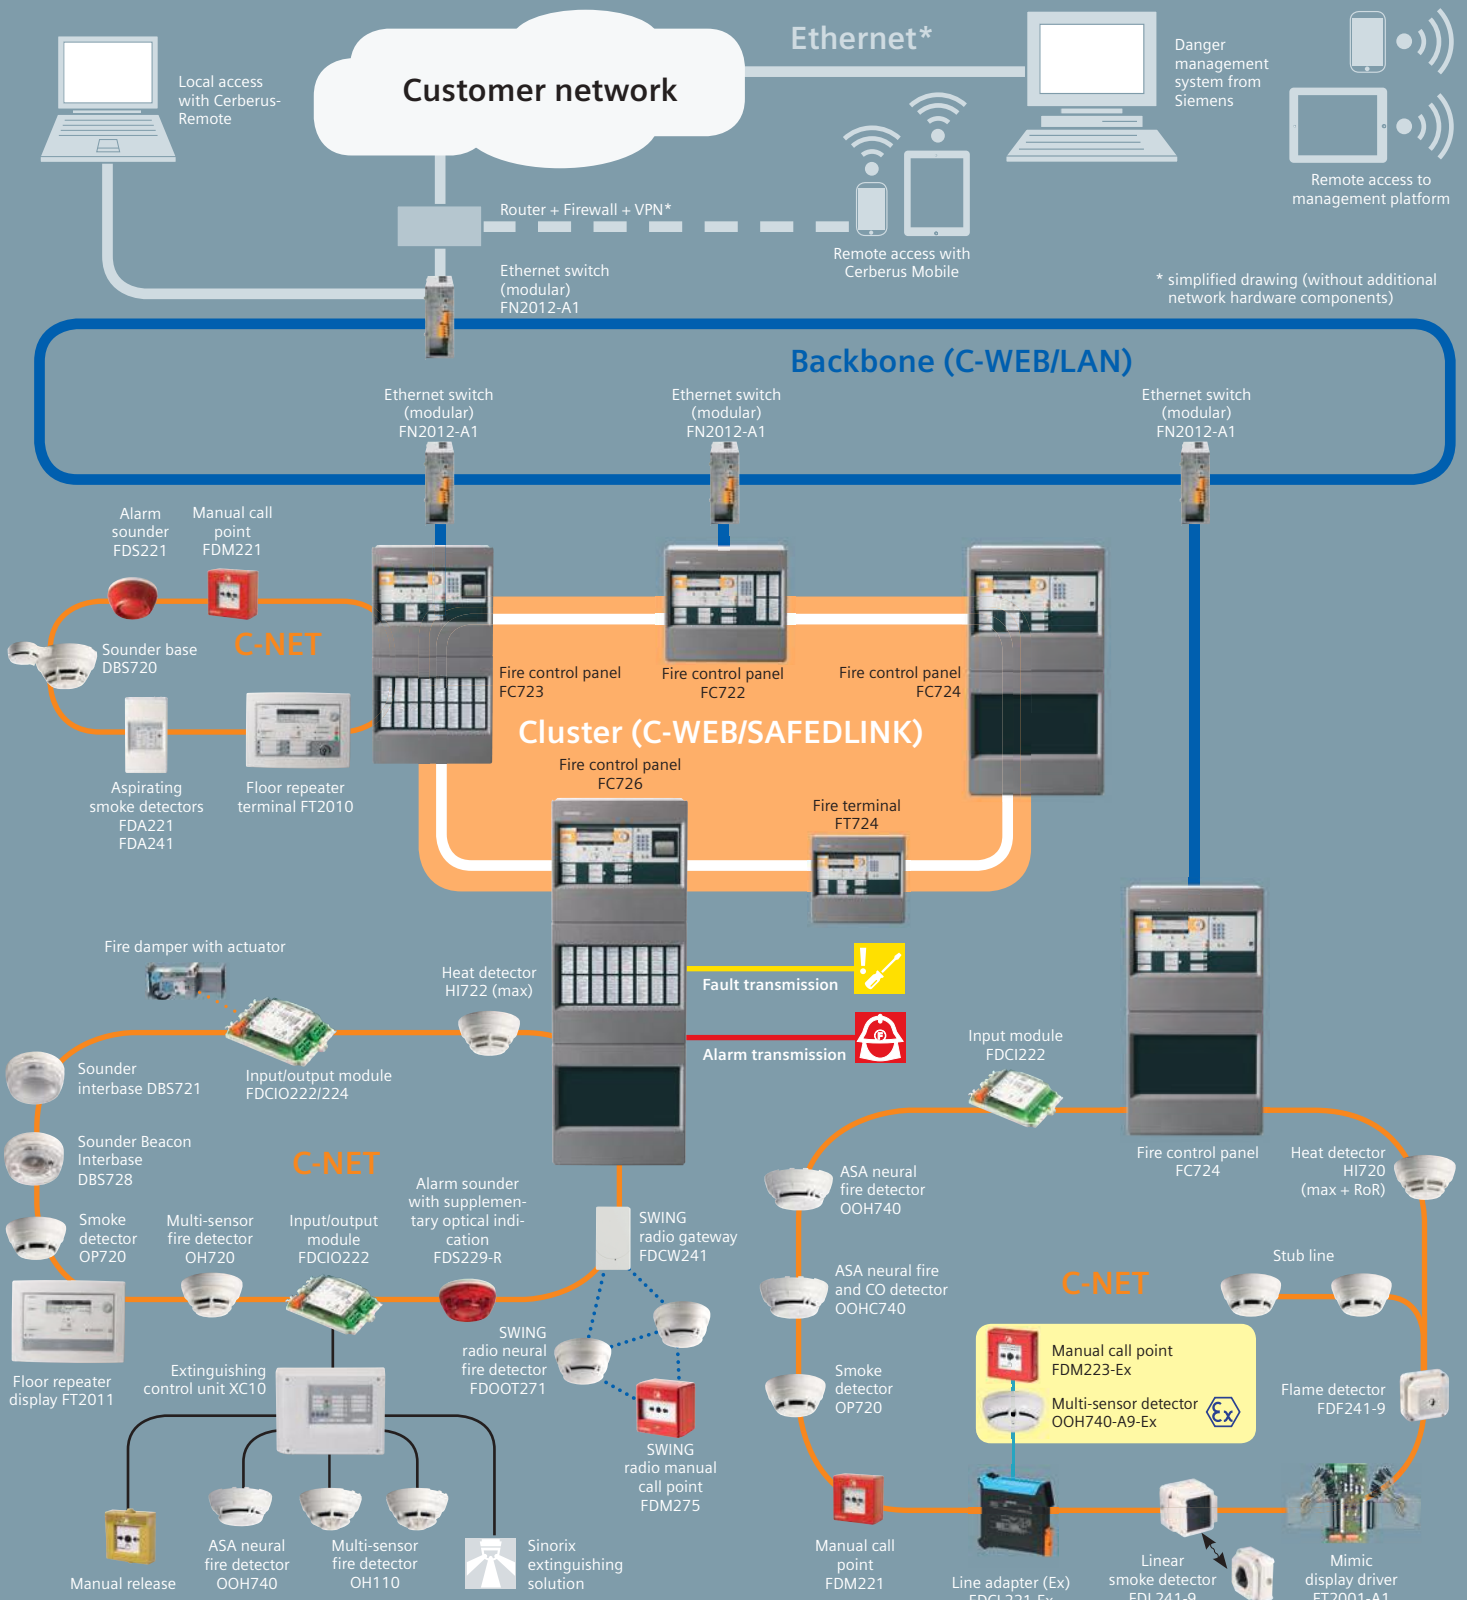 Local access
with Cerberus-
Remote
Customer network
Ethernet*
Danger
management
system from
Siemens
Remote access to
management platform
Router + Firewall + VPN*
Remote access with
Cerberus Mobile
Ethernet switch
(modular)
FN2012-A1
* simplified drawing (without additional
network hardware components)
Backbone (C-WEB/LAN)
Ethernet switch
(modular)
FN2012-A1
Ethernet switch
(modular)
FN2012-A1
Ethernet switch
(modular)
FN2012-A1
Alarm
sounder
FDS221
Manual call
point
FDM221
C-NET
Sounder base
DBS720
Aspirating
smoke detectors
FDA221
FDA241
Floor repeater
terminal FT2010
Fire control panel
FC723
Fire control panel
FC722
Fire control panel
FC724
Cluster (C-WEB/SAFEDLINK)
Fire control panel
FC726
Fire terminal
FT724
Fault transmission
Alarm transmission
Fire damper with actuator
Heat detector
HI722 (max)
Input/output module
FDCIO222/224
Sounder
interbase DBS721
Sounder Beacon
Interbase
DBS728
C-NET
Smoke
detector
OP720
Multi-sensor
fire detector
OH720
Input/output
module
FDCIO222
Alarm sounder
with supplemen-
tary optical indi-
cation
FDS229-R
SWING
radio gateway
FDCW241
SWING
radio neural
fire detector
FDOOT271
SWING
radio manual
call point
FDM275
Floor repeater
display FT2011
Extinguishing
control unit XC10
Manual release
ASA neural
fire detector
OOH740
Multi-sensor
fire detector
OH110
Sinorix
extinguishing
solution
Input module
FDCI222
Fire control panel
FC724
Heat detector
HI720
(max + RoR)
ASA neural
fire detector
OOH740
ASA neural fire
and CO detector
OOHC740
Smoke
detector
OP720
C-NET
Stub line
Manual call point
FDM223-Ex
Multi-sensor detector
OOH740-A9-Ex
Ex
Flame detector
FDF241-9
Manual call
point
FDM221
Line adapter (Ex)
FDCL221-Ex
Linear
smoke detector
FDL241-9
Mimic
display driver
FT2001-A1